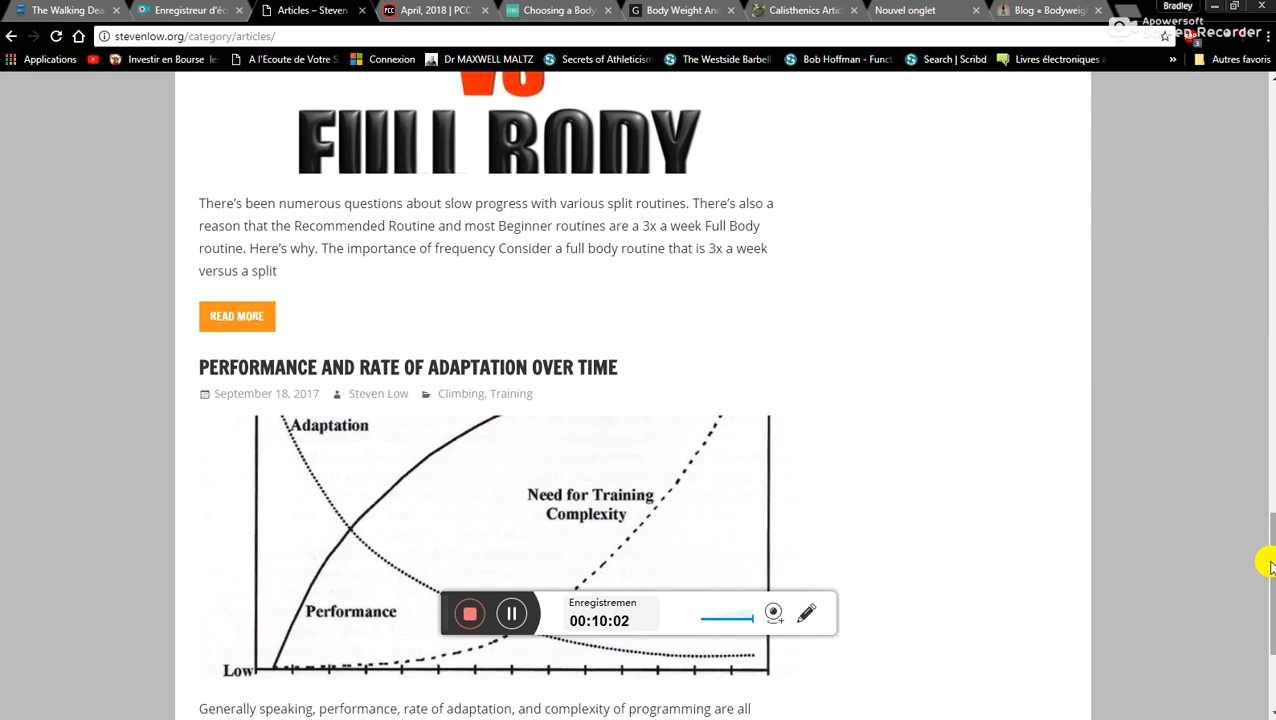 The Walking Dea
Enregistreur d'éc
Articles – Steven
April, 2018 | PCC
Choosing a Body
Body Weight And
Calisthenics Artic
Nouvel onglet
Blog « Bodyweig
Bradley
stevenlow.org/category/articles/
Apowersoft
Screen Recorder
Applications
Investir en Bourse : les
A l'Ecoute de Votre S
Connexion
Dr MAXWELL MALTZ
Secrets of Athleticism
The Westside Barbell
Bob Hoffman - Funct
Search | Scribd
Livres électroniques à
»
Autres favoris
VS
FULL BODY
There's been numerous questions about slow progress with various split routines. There's also a
reason that the Recommended Routine and most Beginner routines are a 3x a week Full Body
routine. Here's why. The importance of frequency Consider a full body routine that is 3x a week
versus a split
READ MORE
PERFORMANCE AND RATE OF ADAPTATION OVER TIME
September 18, 2017 Steven Low Climbing, Training
Adaptation
Need for Training
Complexity
Performance
Low
Enregistremen
00:10:02
Generally speaking, performance, rate of adaptation, and complexity of programming are all